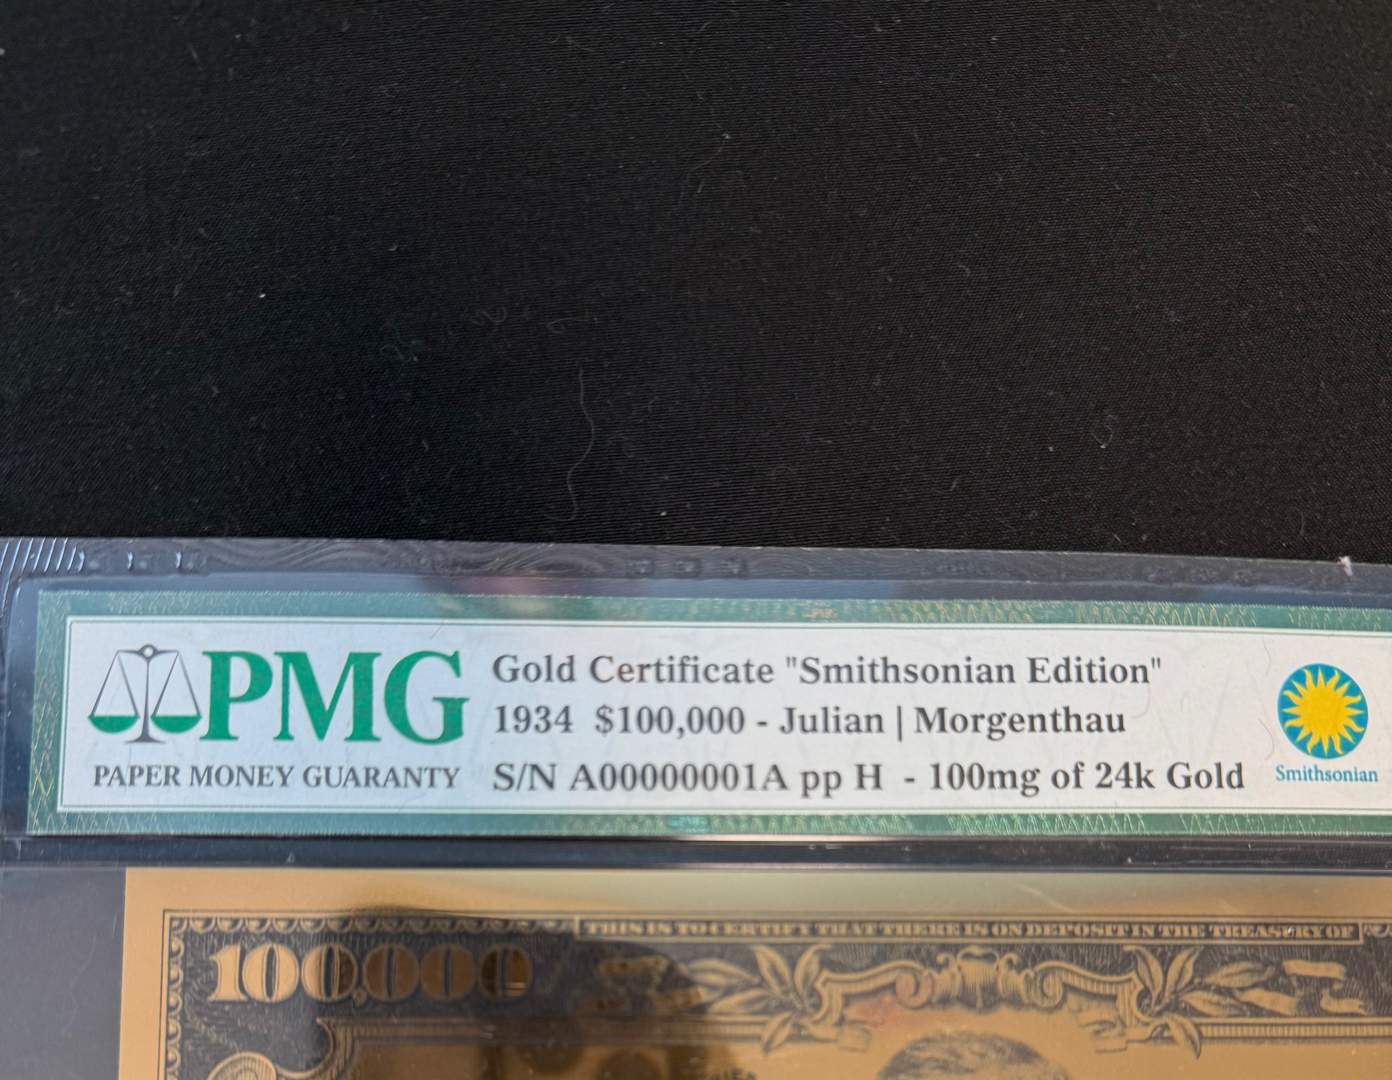 PMG
PAPER MONEY GUARANTY
Gold Certificate "Smithsonian Edition"
1934 $100,000 - Julian | Morgenthau
S/N A00000001A pp H - 100mg of 24k Gold
Smithsonian
THIS IS TO CERTIFY THAT THERE IS ON DEPOSIT IN THE TREASURY OF
100,000